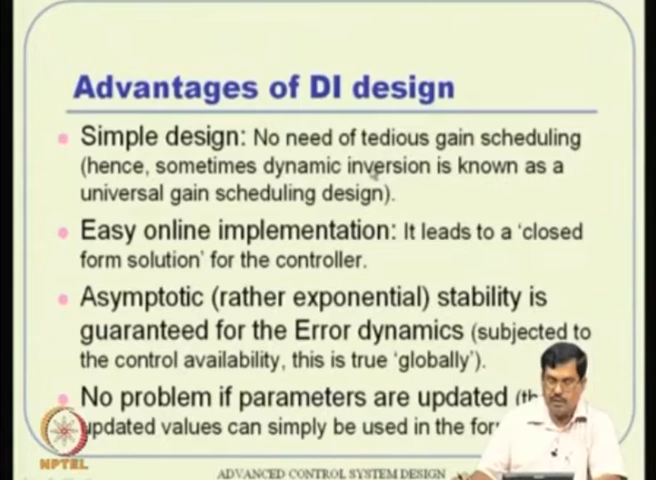 Advantages of DI design
Simple design: No need of tedious gain scheduling
(hence, sometimes dynamic inversion is known as a
universal gain scheduling design).
Easy online implementation: It leads to a 'closed
form solution' for the controller.
Asymptotic (rather exponential) stability is
guaranteed for the Error dynamics (subjected to
the control availability, this is true 'globally').
No problem if parameters are updated
updated values can simply be used in the
NPTEL
ADVANCED CONTROL SYSTEM DESIGN